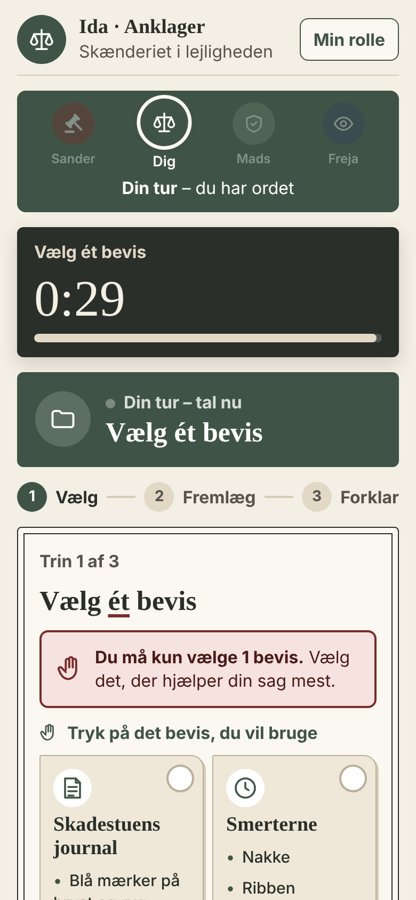 Ida · Anklager
Skænderiet i lejligheden
Min rolle
Sander
Dig
Mads
Freja
Din tur – du har ordet
Vælg ét bevis
0:29
Din tur – tal nu
Vælg ét bevis
1 Vælg
2 Fremlæg
3 Forklar
Trin 1 af 3
Vælg ét bevis
Du må kun vælge 1 bevis. Vælg
det, der hjælper din sag mest.
Tryk på det bevis, du vil bruge
Skadestuens
journal
• Blå mærker på
Smerterne
• Nakke
• Ribben